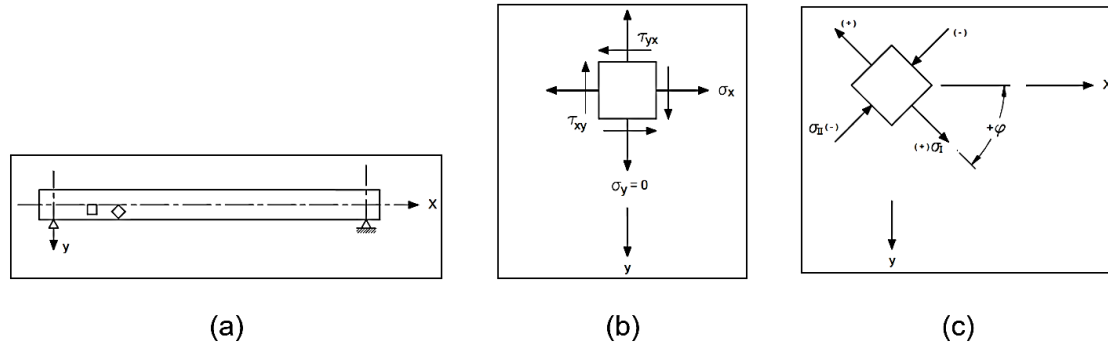 X
y
(a)
τyx
σx
τxy
σy = 0
y
(b)
(+)
(-)
X
σII(-)
(+)σI
+φ
y
(c)